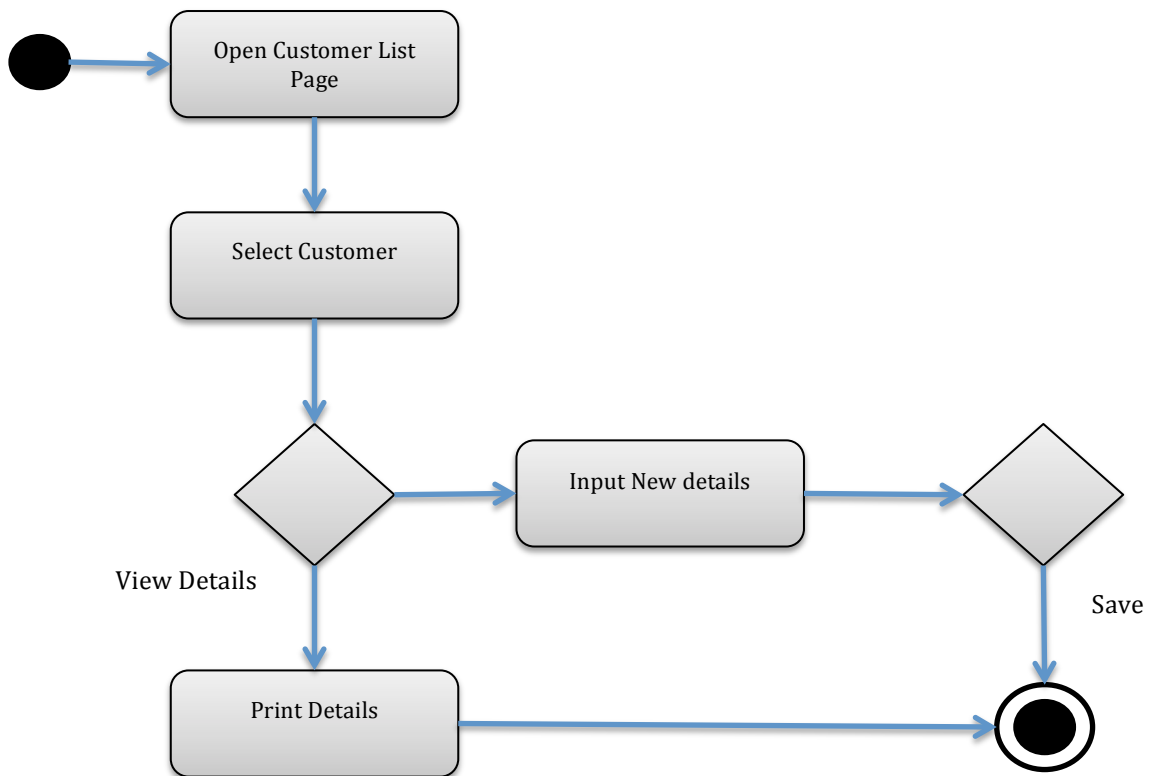 Open Customer List
Page
Select Customer
Input New details
View Details
Save
Print Details